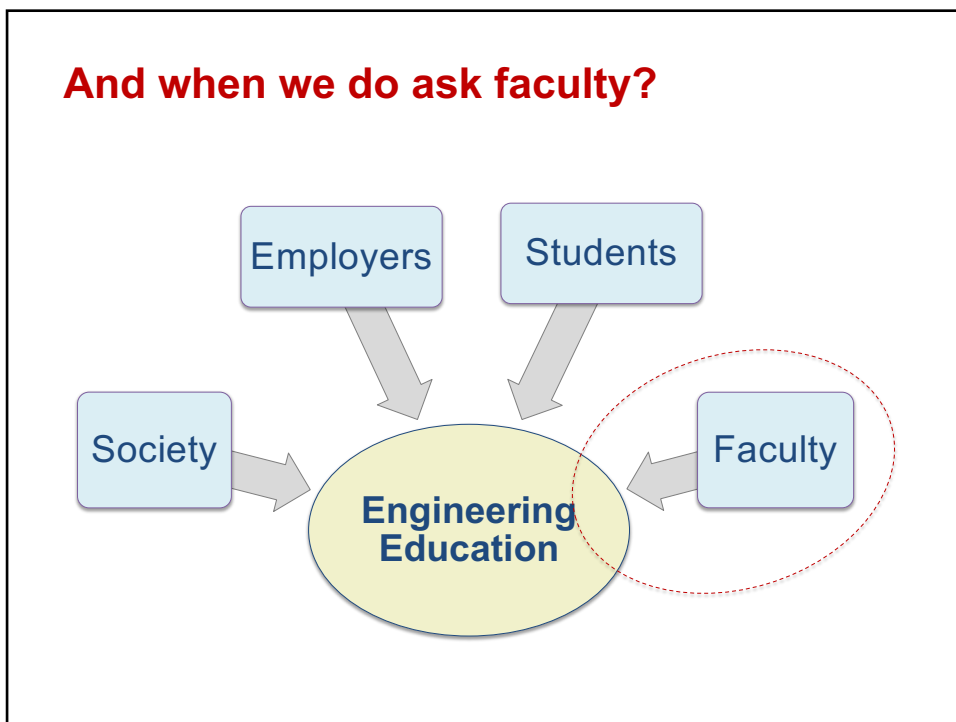 And when we do ask faculty?
Employers
Students
Society
Faculty
Engineering
Education